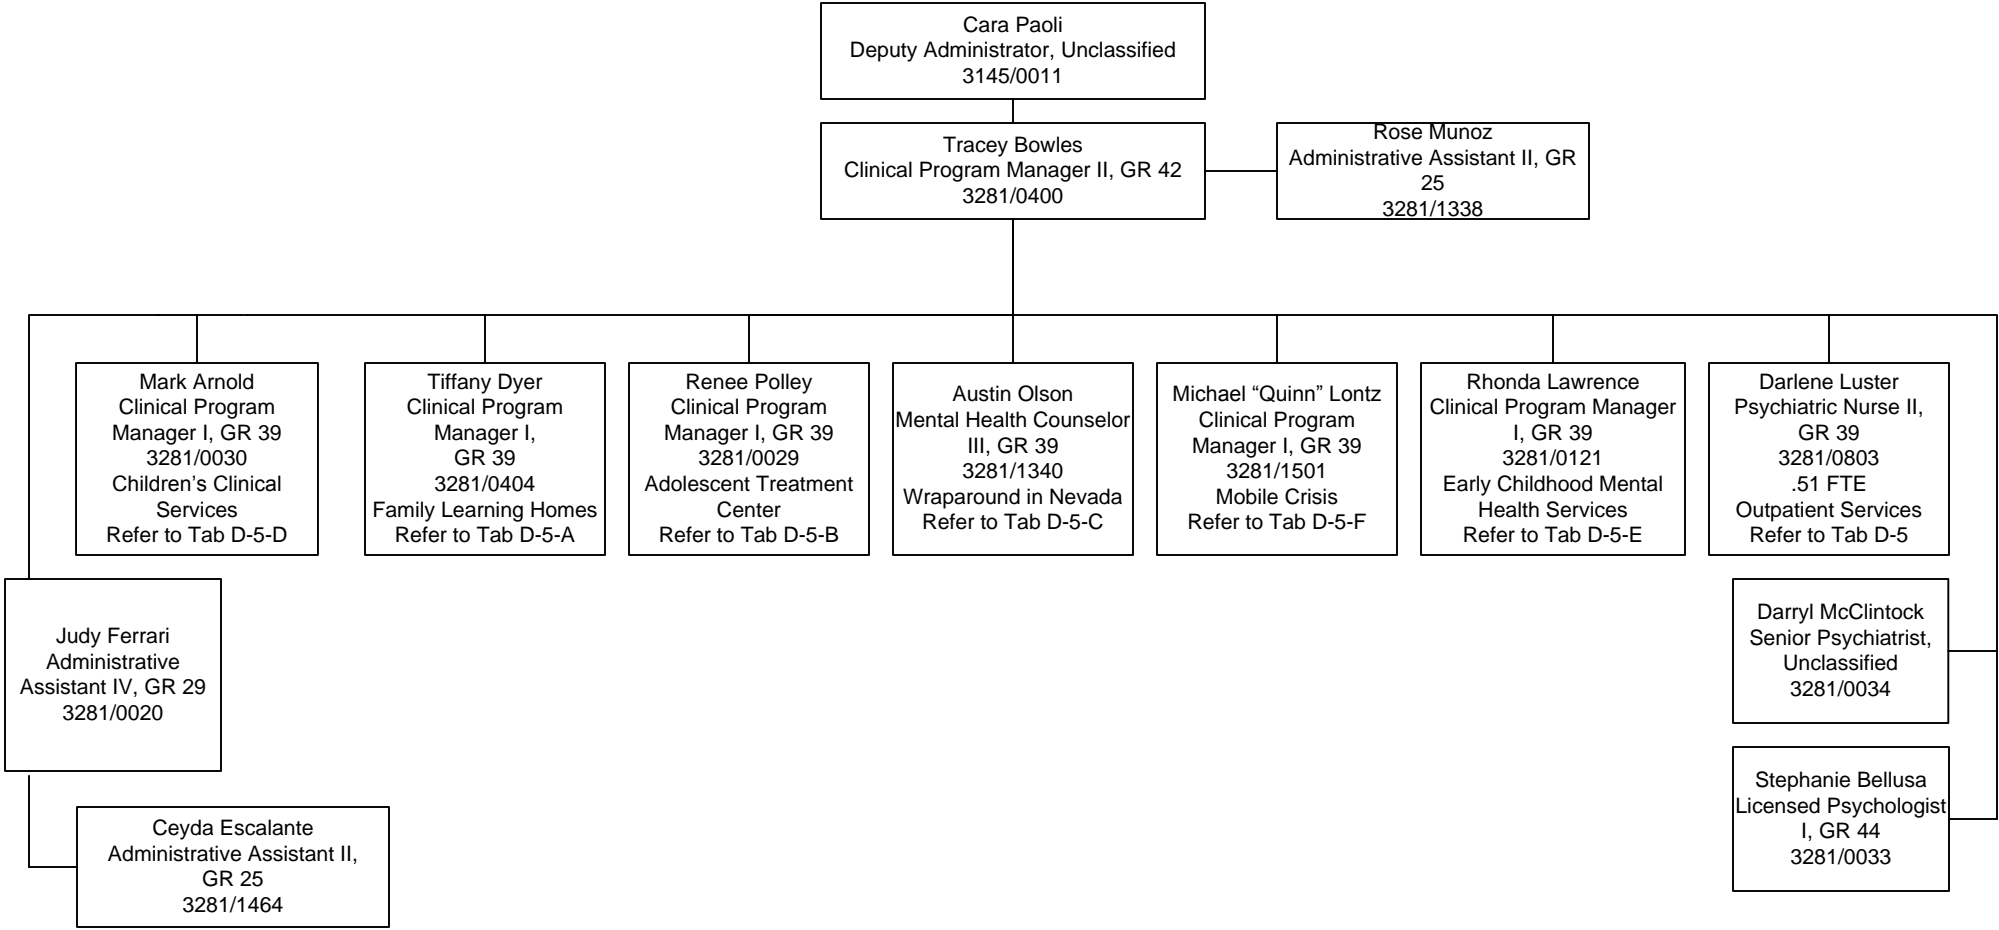 Cara Paoli
Deputy Administrator, Unclassified
3145/0011
Tracey Bowles
Clinical Program Manager II, GR 42
3281/0400
Rose Munoz
Administrative Assistant II, GR
25
3281/1338
Mark Arnold
Clinical Program
Manager I, GR 39
3281/0030
Children’s Clinical
Services
Refer to Tab D-5-D
Tiffany Dyer
Clinical Program
Manager I,
GR 39
3281/0404
Family Learning Homes
Refer to Tab D-5-A
Renee Polley
Clinical Program
Manager I, GR 39
3281/0029
Adolescent Treatment
Center
Refer to Tab D-5-B
Austin Olson
Mental Health Counselor
III, GR 39
3281/1340
Wraparound in Nevada
Refer to Tab D-5-C
Michael “Quinn” Lontz
Clinical Program
Manager I, GR 39
3281/1501
Mobile Crisis
Refer to Tab D-5-F
Rhonda Lawrence
Clinical Program Manager
I, GR 39
3281/0121
Early Childhood Mental
Health Services
Refer to Tab D-5-E
Darlene Luster
Psychiatric Nurse II,
GR 39
3281/0803
.51 FTE
Outpatient Services
Refer to Tab D-5
Judy Ferrari
Administrative
Assistant IV, GR 29
3281/0020
Darryl McClintock
Senior Psychiatrist,
Unclassified
3281/0034
Stephanie Bellusa
Licensed Psychologist
I, GR 44
3281/0033
Ceyda Escalante
Administrative Assistant II,
GR 25
3281/1464